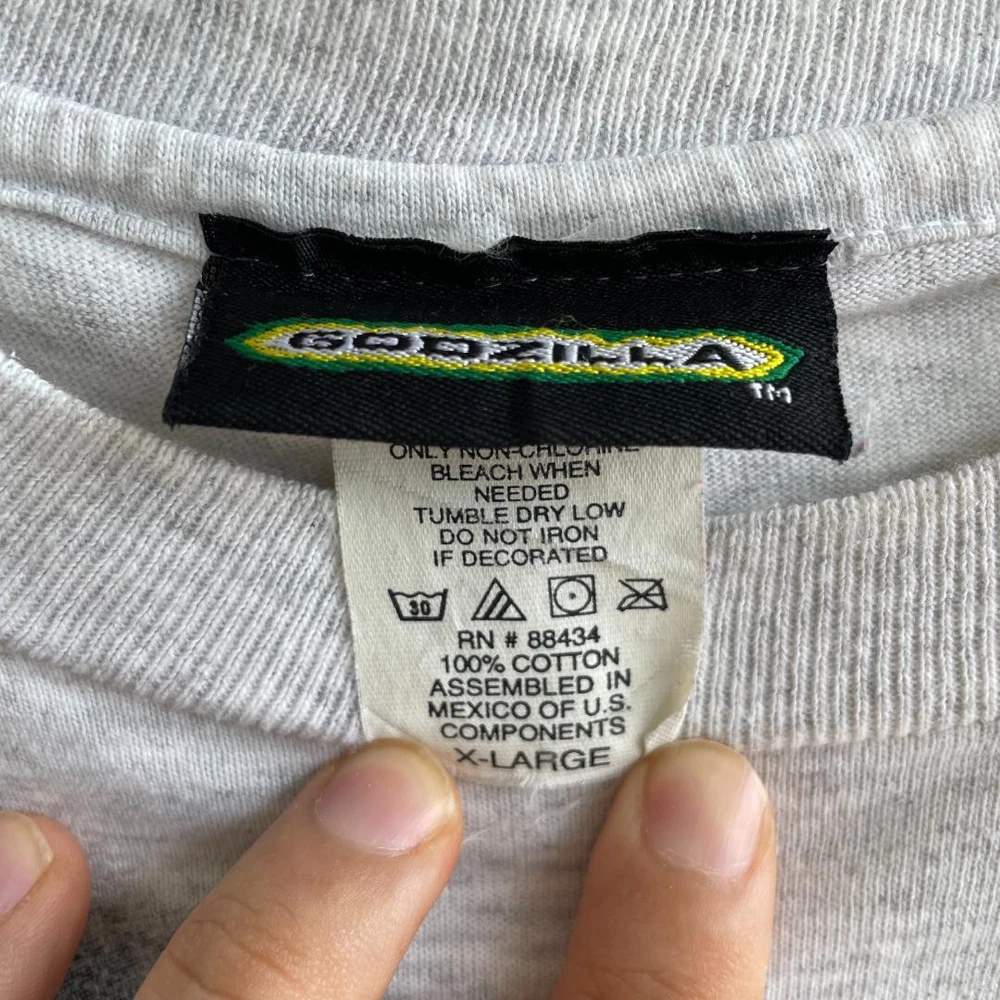 GODZILLA
TM
ONLY NON-CHLORINE
BLEACH WHEN
NEEDED
TUMBLE DRY LOW
DO NOT IRON
IF DECORATED
30
RN # 88434
100% COTTON
ASSEMBLED IN
MEXICO OF U.S.
COMPONENTS
X-LARGE